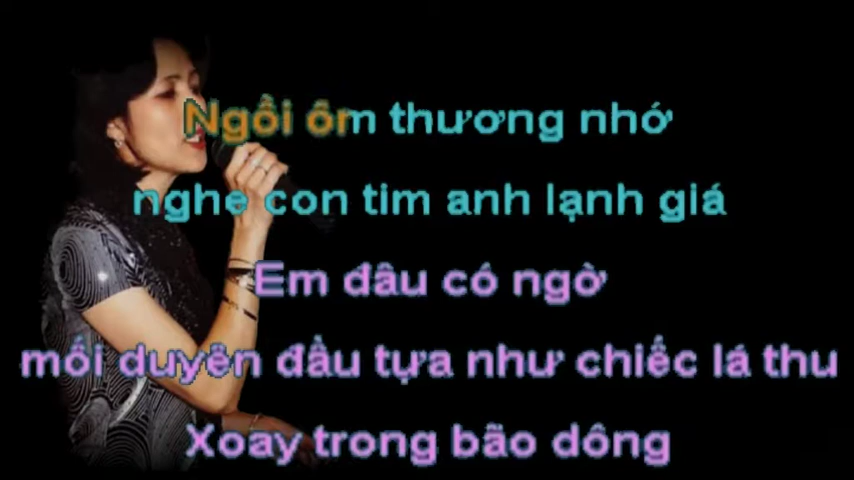 Ngồi ôm thương nhớ
nghe con tim anh lạnh giá
Em đâu có ngờ
mối duyên đầu tựa như chiếc lá thu
Xoay trong bão dông